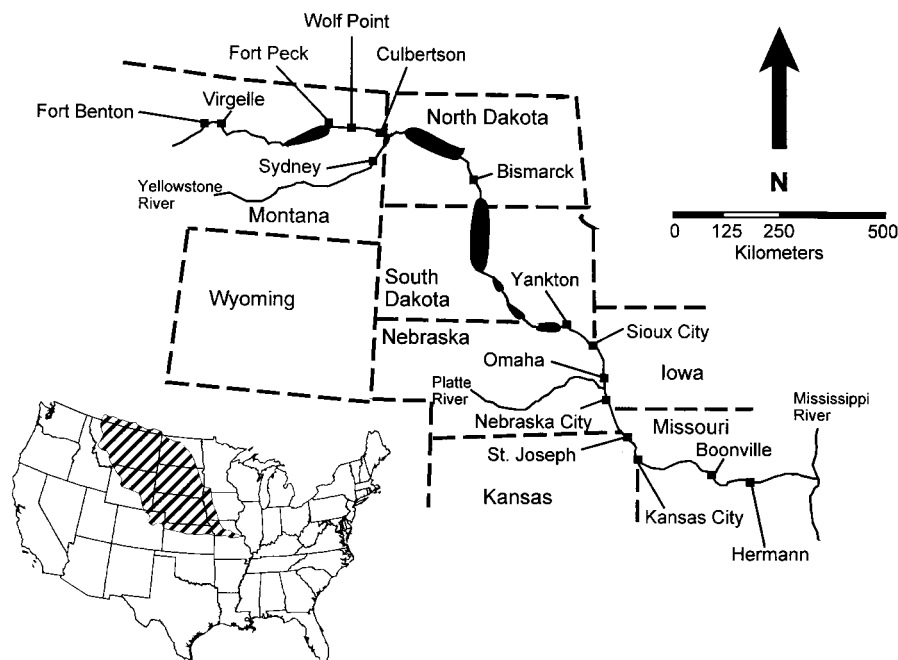 Wolf Point
Fort Peck
Culbertson
Virgelle
Fort Benton
North Dakota
Sydney
Bismarck
N
Yellowstone
River
Montana
0 125 250 500
Kilometers
South
Dakota
Yankton
Wyoming
Nebraska
Sioux City
Omaha
Iowa
Platte
River
Mississippi
River
Nebraska City
Missouri
St. Joseph
Boonville
Kansas
Kansas City
Hermann